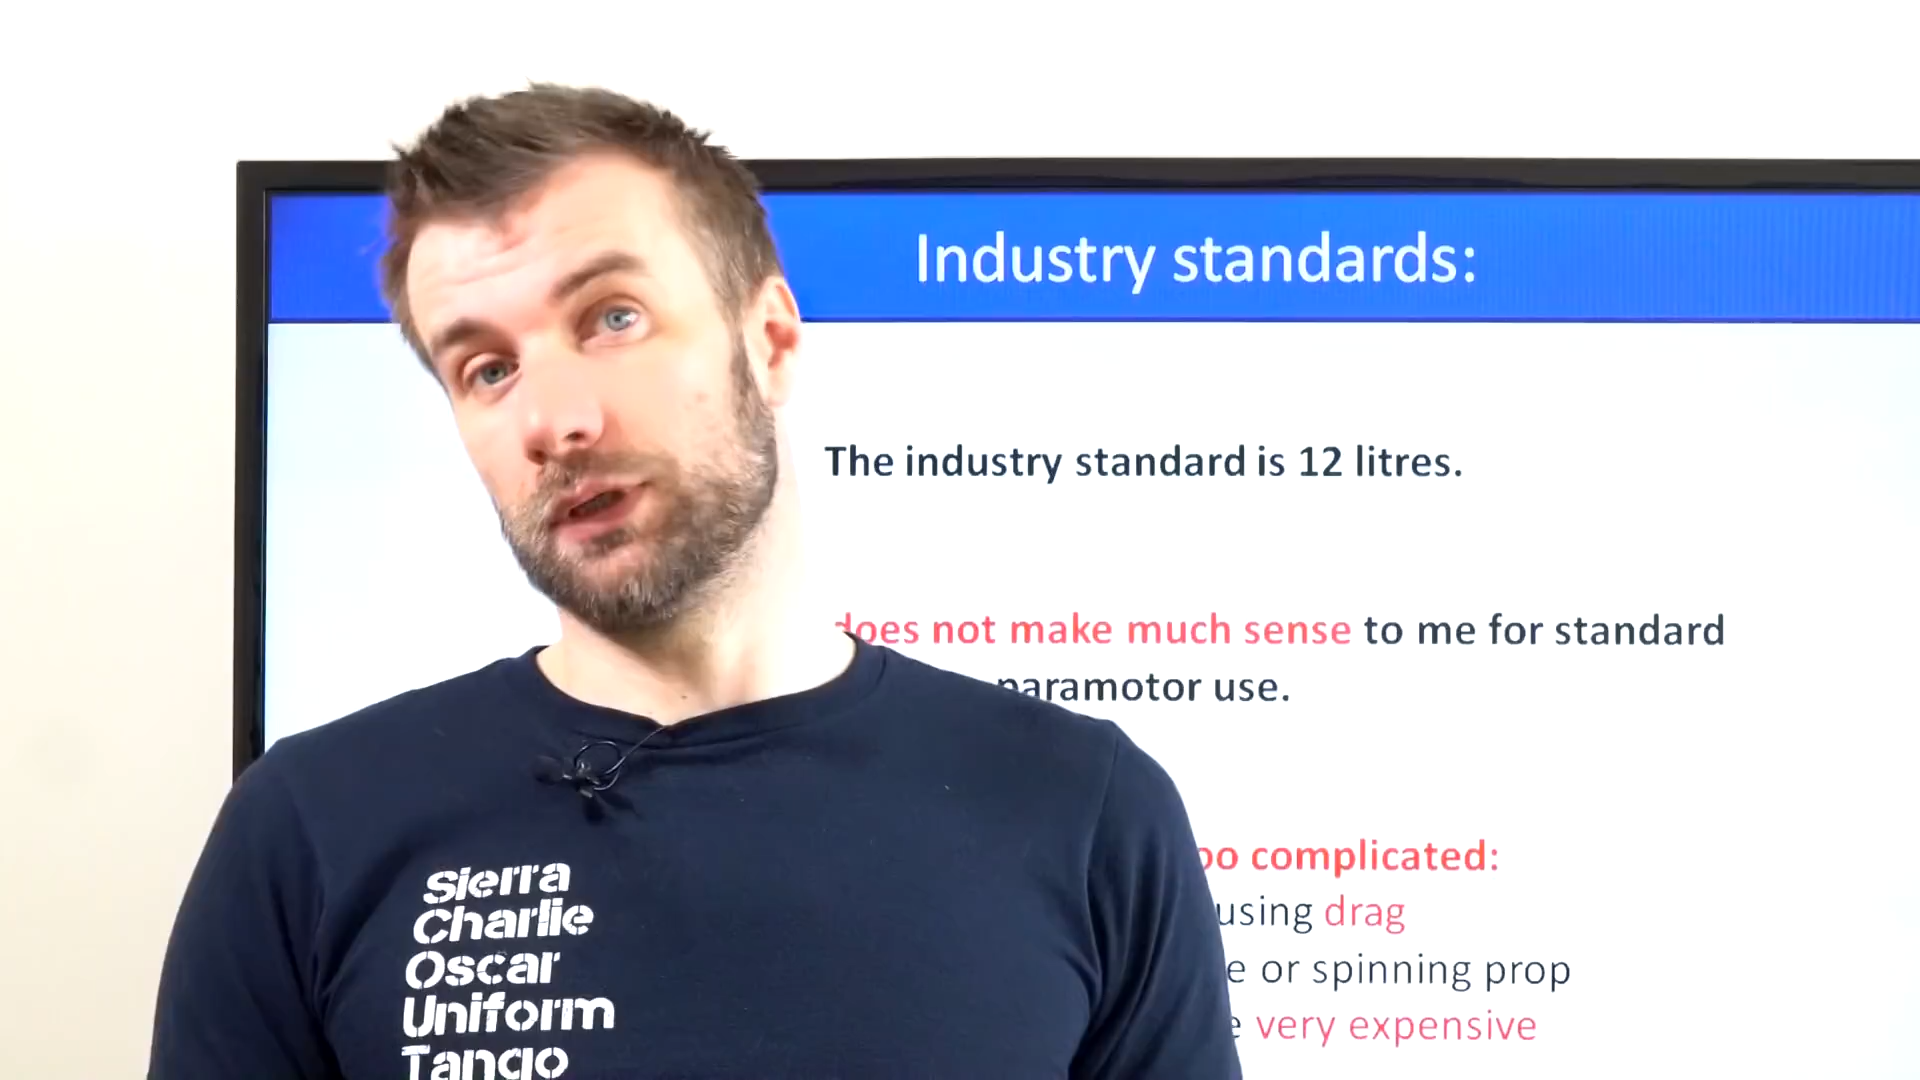 Industry standards:
The industry standard is 12 litres.
does not make much sense to me for standard
paramotor use.
complicated:
using drag
or spinning prop
very expensive
Sierra
Charlie
Oscar
Uniform
Tango